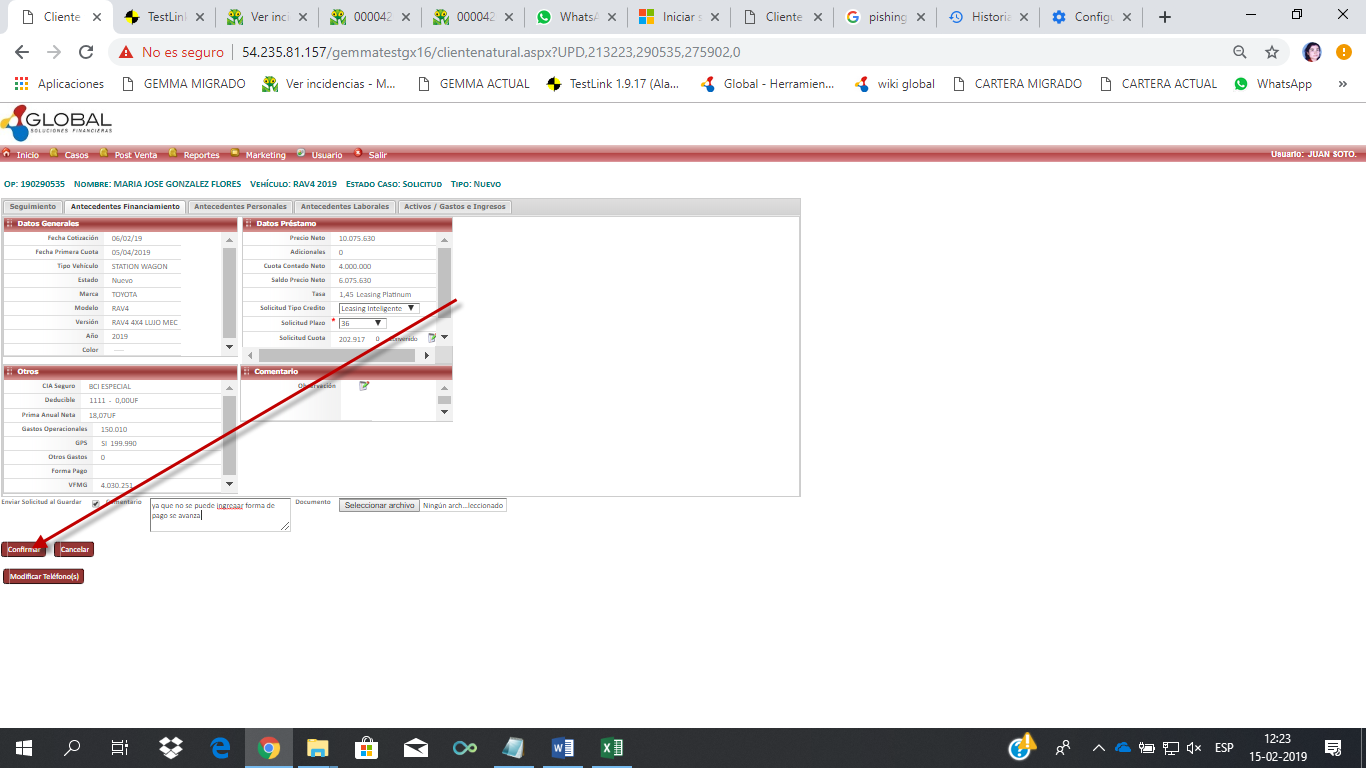 Cliente
TestLink
Ver inci
000042
000042
WhatsA
Iniciar s
Cliente
pishing
Historia
Configu
No es seguro
54.235.81.157/gemmatestgx16/clientenatural.aspx?UPD,213223,290535,275902,0
Aplicaciones
GEMMA MIGRADO
Ver incidencias - M...
GEMMA ACTUAL
TestLink 1.9.17 (Ala...
Global - Herramien...
wiki global
CARTERA MIGRADO
CARTERA ACTUAL
WhatsApp
»
GLOBAL
SOLUCIONES FINANCIERAS
Inicio
Casos
Post Venta
Reportes
Marketing
Usuario
Salir
Usuario: JUAN SOTO.
Op: 190290535 Nombre: MARIA JOSE GONZALEZ FLORES Vehículo: RAV4 2019 Estado Caso: Solicitud Tipo: Nuevo
Seguimiento
Antecedentes Financiamiento
Antecedentes Personales
Antecedentes Laborales
Activos / Gastos e Ingresos
Datos Generales
Fecha Cotización 06/02/19
Fecha Primera Cuota 05/04/2019
Tipo Vehículo STATION WAGON
Estado Nuevo
Marca TOYOTA
Modelo RAV4
Versión RAV4 4X4 LUJO MEC
Año 2019
Color ----
Datos Préstamo
Precio Neto 10.075.630
Adicionales 0
Cuota Contado Neto 4.000.000
Saldo Precio Neto 6.075.630
Tasa 1,45 Leasing Platinum
Solicitud Tipo Credito Leasing Inteligente
Solicitud Plazo * 36
Solicitud Cuota 202.917 0 Convenido
Otros
CIA Seguro BCI ESPECIAL
Deducible 1111 - 0,00UF
Prima Anual Neta 18,07UF
Gastos Operacionales 150.010
GPS SI 199.990
Otros Gastos 0
Forma Pago
VFMG 4.030.251
Comentario
Observación
Enviar Solicitud al Guardar
Comentario
ya que no se puede ingreaar forma de
pago se avanza
Documento
Seleccionar archivo
Ningún arch...leccionado
Confirmar
Cancelar
Modificar Teléfono(s)
ESP
12:23
15-02-2019